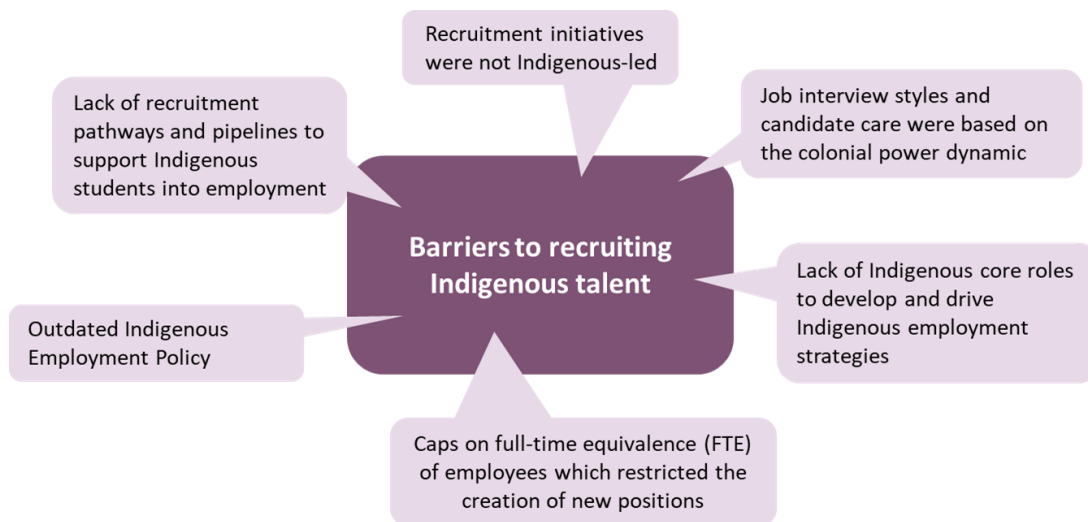 Recruitment initiatives
were not Indigenous-led
Lack of recruitment
pathways and pipelines to
support Indigenous
students into employment
Job interview styles and
candidate care were based on
the colonial power dynamic
Barriers to recruiting
Indigenous talent
Lack of Indigenous core roles
to develop and drive
Indigenous employment
strategies
Outdated Indigenous
Employment Policy
Caps on full-time equivalence (FTE)
of employees which restricted the
creation of new positions